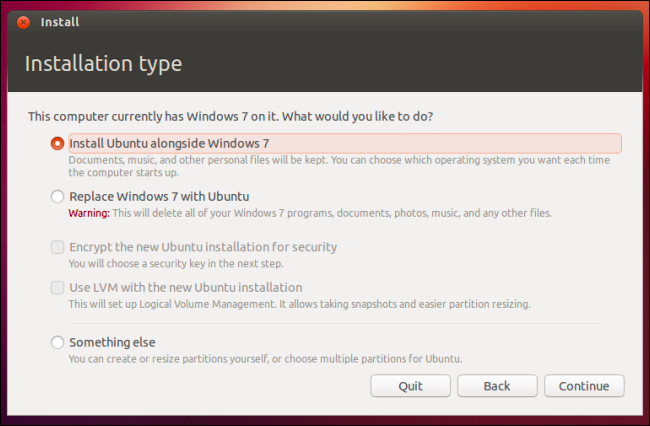 Install
Installation type
This computer currently has Windows 7 on it. What would you like to do?
Install Ubuntu alongside Windows 7
Documents, music, and other personal files will be kept. You can choose which operating system you want each time
the computer starts up.
Replace Windows 7 with Ubuntu
Warning: This will delete all of your Windows 7 programs, documents, photos, music, and any other files.
Encrypt the new Ubuntu installation for security
You will choose a security key in the next step.
Use LVM with the new Ubuntu installation
This will set up Logical Volume Management. It allows taking snapshots and easier partition resizing.
Something else
You can create or resize partitions yourself, or choose multiple partitions for Ubuntu.
Quit Back Continue